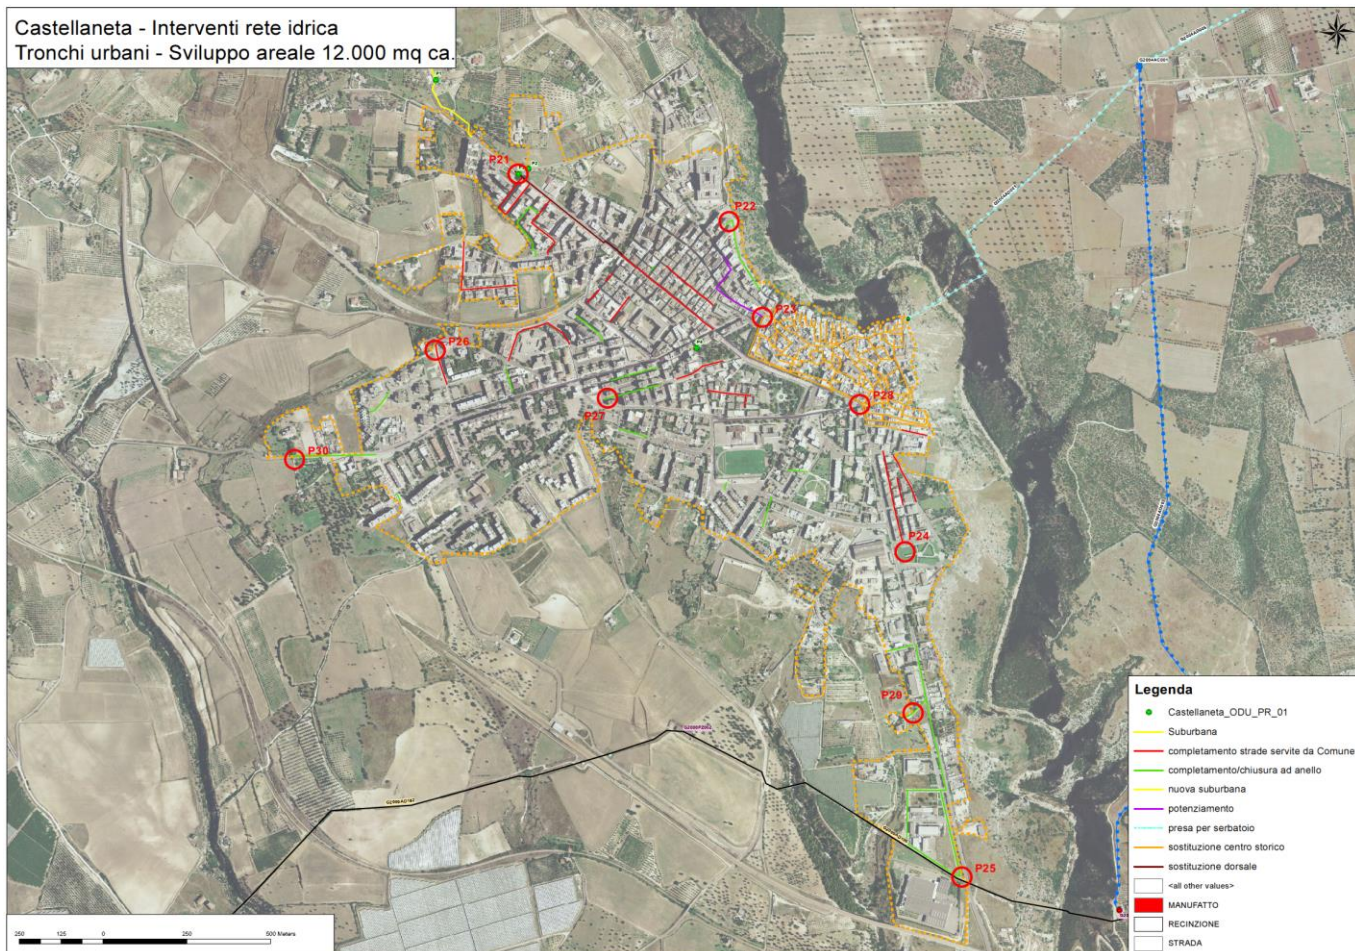 Castellaneta - Interventi rete idrica
Tronchi urbani - Sviluppo areale 12.000 mq ca.
P21
P22
P23
P26
P27
P28
P30
P24
P29
P25
Legenda
Castellaneta_ODU_PR_01
Suburbana
completamento strade servite da Comune
completamento/chiusura ad anello
nuova suburbana
potenziamento
presa per serbatoio
sostituzione centro storico
sostituzione dorsale
<all other values>
MANUFATTO
RECINZIONE
STRADA
250 125 0 250 500 Meters